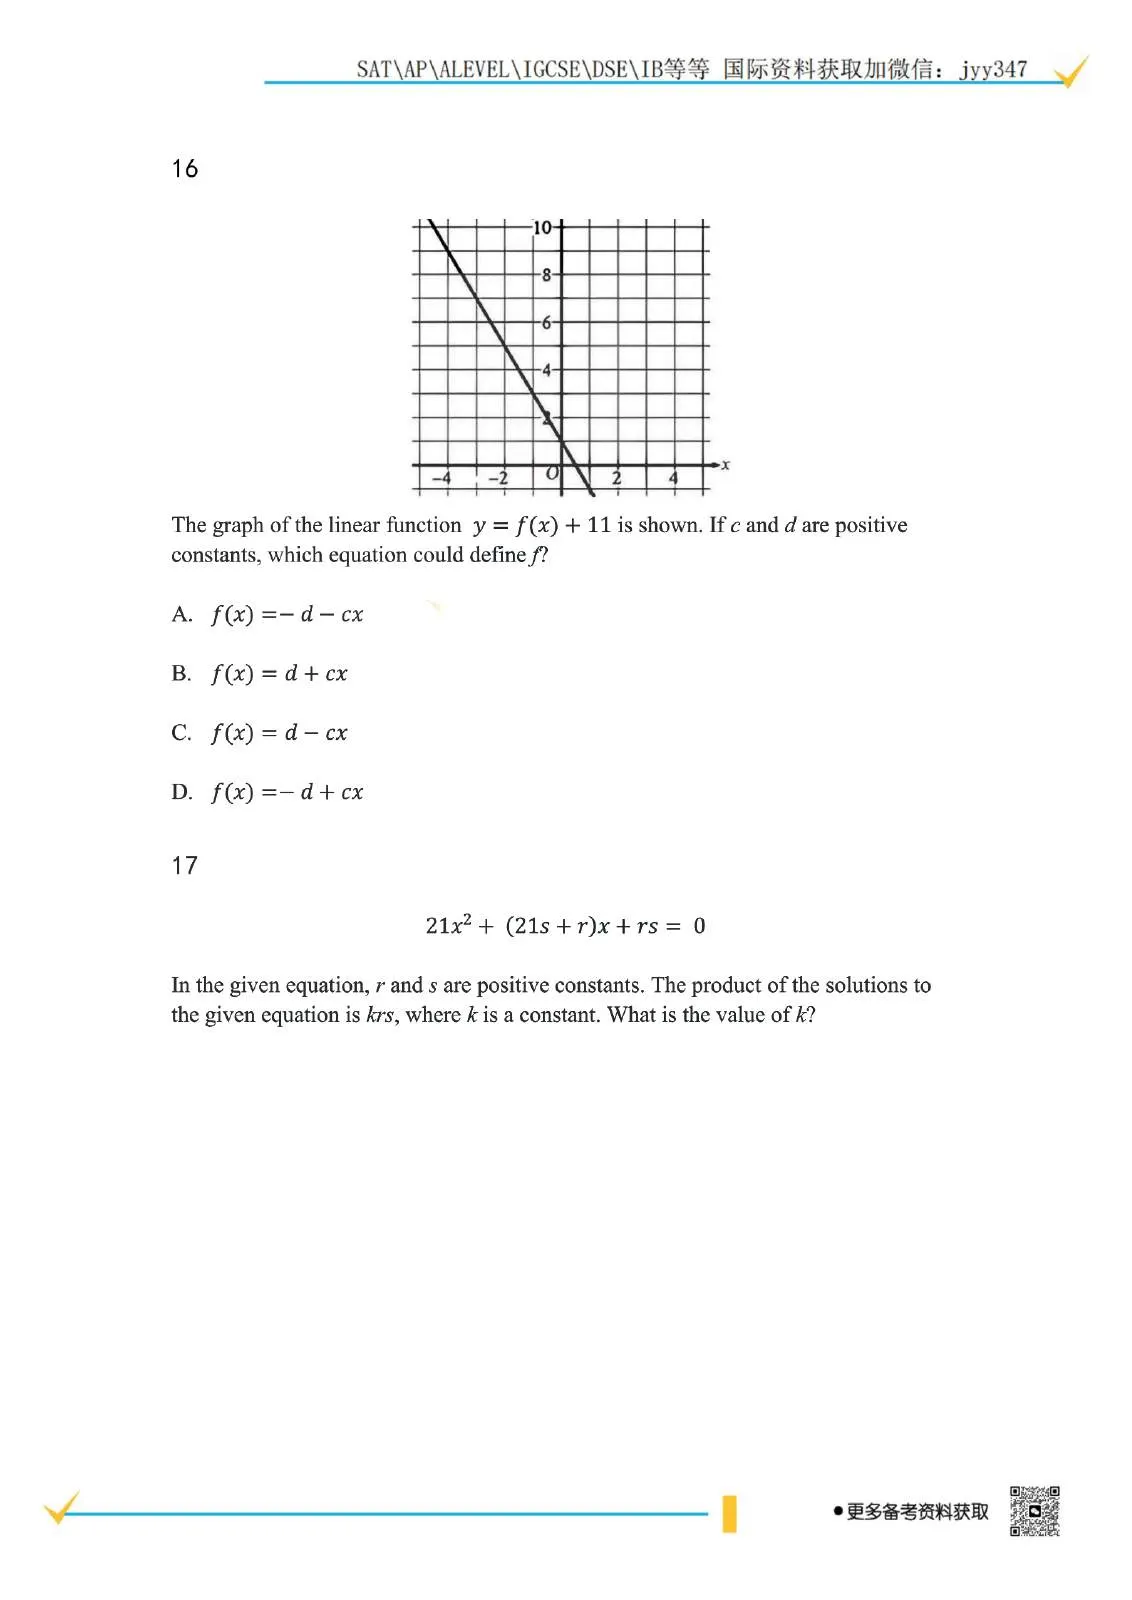 SAT\AP\ALEVEL\IGCSE\DSE\IB等等 国际资料获取加微信：jyy347
16
10
8
6
4
2
-4 -2 O 2 4 x
The graph of the linear function y = f(x) + 11 is shown. If c and d are positive
constants, which equation could define f?
A. f(x) =− d − cx
B. f(x) = d + cx
C. f(x) = d − cx
D. f(x) =− d + cx
17
21x² + (21s + r)x + rs = 0
In the given equation, r and s are positive constants. The product of the solutions to
the given equation is krs, where k is a constant. What is the value of k?
●更多备考资料获取